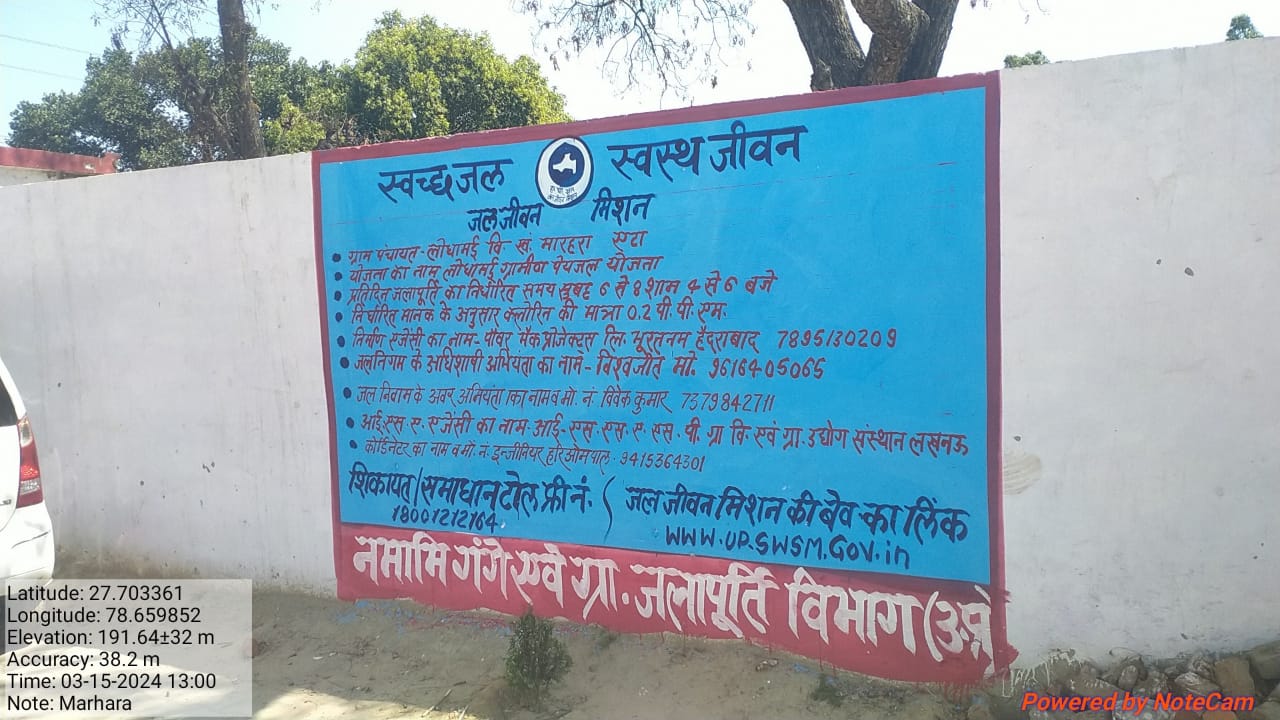 स्वच्छ जल स्वस्थ जीवन
जल जीवन मिशन
ग्राम पंचायत - लोधामई वि. खं. मारहरा एटा
योजना का नाम लोधामई ग्रामीण पेयजल योजना
प्रतिदिन जलापूर्ति का निर्धारित समय सुबह 6 से 8 शाम 4 से 6 बजे
निर्धारित मानक के अनुसार क्लोरिन की मात्रा 0.2 पी. पी. एम.
निर्माण एजेंसी का नाम - पॉवर मैक प्रोजेक्ट्स लि. हैदराबाद 7895130209
जलनिगम के अधिशाषी अभियंता का नाम - विश्वजीत मो. 9616405065
जल निगम के अवर अभियंता का नाम व मो. नं. विवेक कुमार 7379842711
आई. एस. ए. एजेंसी का नाम आई - एस. एस. ए. एस. पी. ग्रा वि. एवं ग्रा. उद्योग संस्थान लखनऊ
कोर्डिनेटर का नाम व मो. नं. इन्जीनियर हरिओम पाल - 9415364301
शिकायत / समाधान टोल फ्री नं.
18001212164
जल जीवन मिशन की बेव का लिंक
WWW.UP.SWSM.GOV.in
नमामि गंगे एवं ग्रा. जलापूर्ति विभाग (उ.प्र.)
Latitude: 27.703361
Longitude: 78.659852
Elevation: 191.64±32 m
Accuracy: 38.2 m
Time: 03-15-2024 13:00
Note: Marhara
Powered by NoteCam